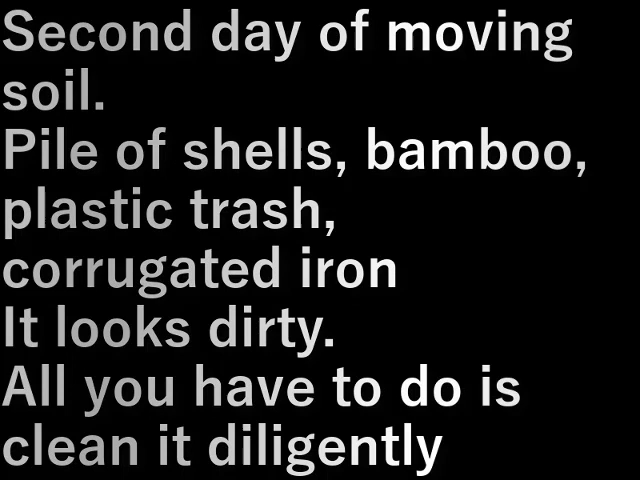 Second day of moving
soil.
Pile of shells, bamboo,
plastic trash,
corrugated iron
It looks dirty.
All you have to do is
clean it diligently